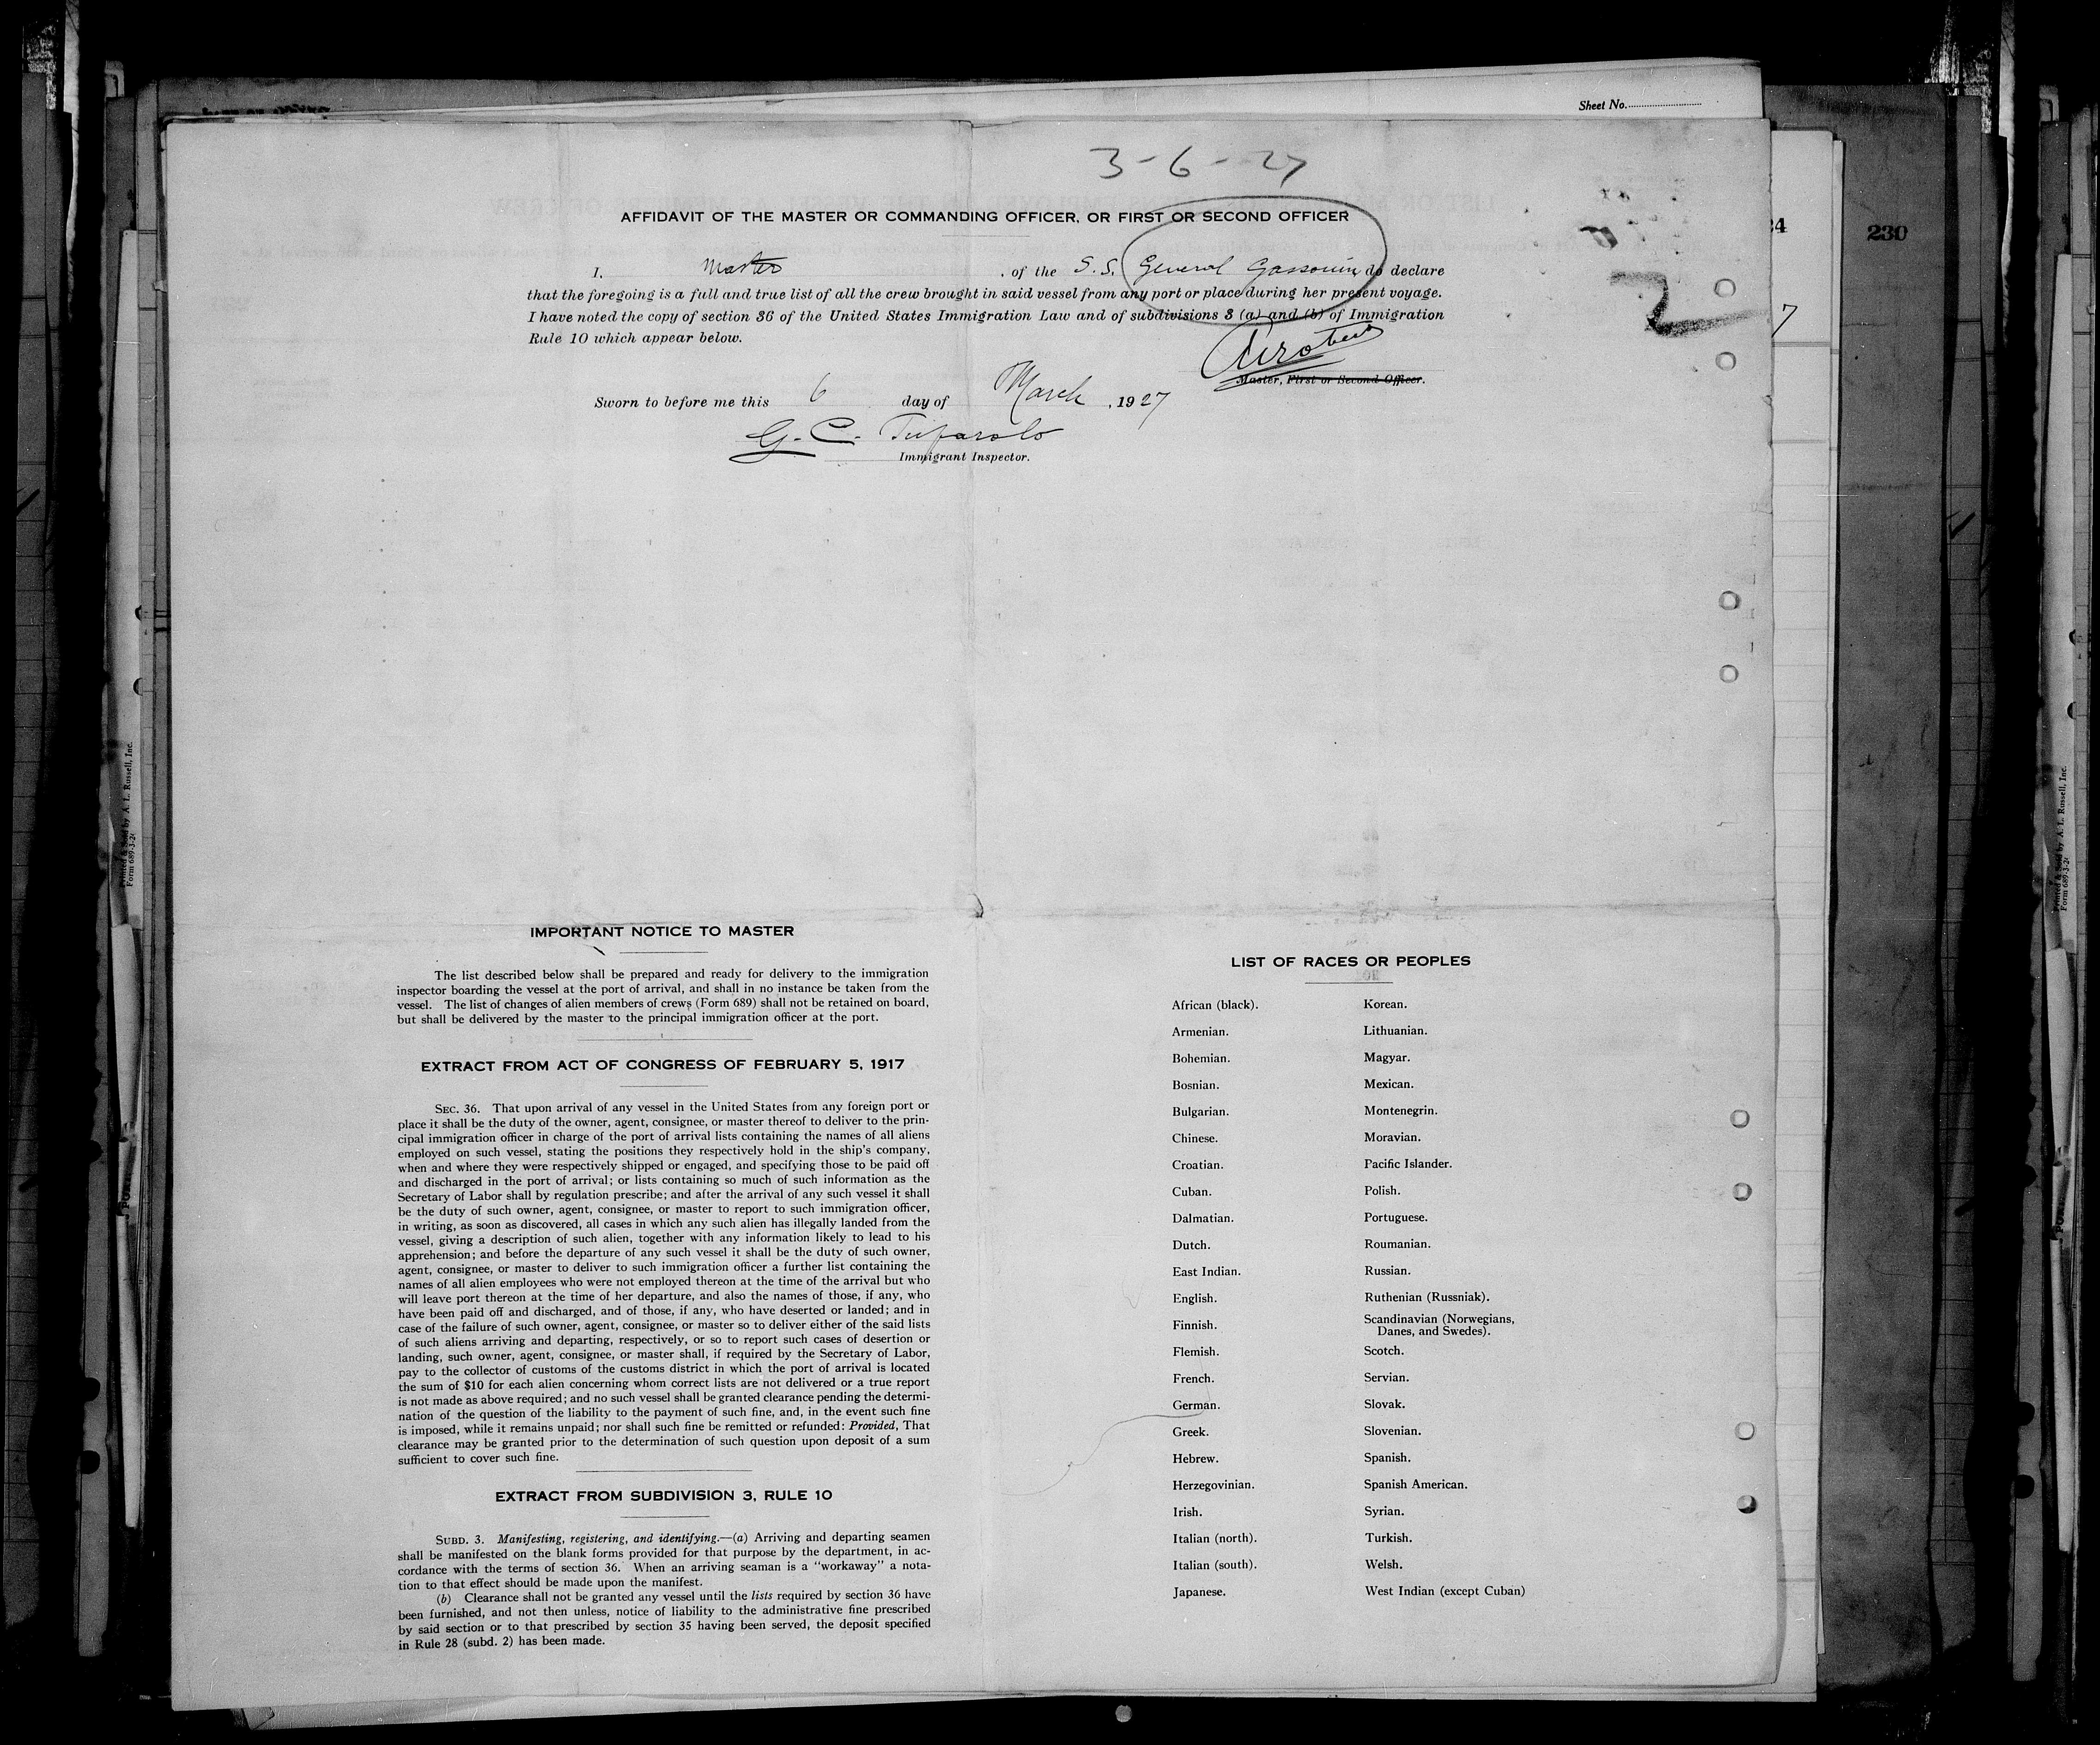 Sheet No.
3-6-27
AFFIDAVIT OF THE MASTER OR COMMANDING OFFICER, OR FIRST OR SECOND OFFICER
I, Master, of the S.S. General Gassouin do declare
that the foregoing is a full and true list of all the crew brought in said vessel from any port or place during her present voyage.
I have noted the copy of section 36 of the United States Immigration Law and of subdivisions 3 (a) and (b) of Immigration
Rule 10 which appear below.
Master, First or Second Officer.
Sworn to before me this 6 day of March, 1927
G. C.
Immigrant Inspector.
24
230
7
IMPORTANT NOTICE TO MASTER
The list described below shall be prepared and ready for delivery to the immigration
inspector boarding the vessel at the port of arrival, and shall in no instance be taken from the
vessel. The list of changes of alien members of crews (Form 689) shall not be retained on board,
but shall be delivered by the master to the principal immigration officer at the port.
EXTRACT FROM ACT OF CONGRESS OF FEBRUARY 5, 1917
SEC. 36. That upon arrival of any vessel in the United States from any foreign port or
place it shall be the duty of the owner, agent, consignee, or master thereof to deliver to the prin-
cipal immigration officer in charge of the port of arrival lists containing the names of all aliens
employed on such vessel, stating the positions they respectively hold in the ship's company,
when and where they were respectively shipped or engaged, and specifying those to be paid off
and discharged in the port of arrival; or lists containing so much of such information as the
Secretary of Labor shall by regulation prescribe; and after the arrival of any such vessel it shall
be the duty of such owner, agent, consignee, or master to report to such immigration officer,
in writing, as soon as discovered, all cases in which any such alien has illegally landed from the
vessel, giving a description of such alien, together with any information likely to lead to his
apprehension; and before the departure of any such vessel it shall be the duty of such owner,
agent, consignee, or master to deliver to such immigration officer a further list containing the
names of all alien employees who were not employed thereon at the time of the arrival but who
will leave port thereon at the time of her departure, and also the names of those, if any, who
have been paid off and discharged, and of those, if any, who have deserted or landed; and in
case of the failure of such owner, agent, consignee, or master so to deliver either of the said lists
of such aliens arriving and departing, respectively, or so to report such cases of desertion or
landing, such owner, agent, consignee, or master shall, if required by the Secretary of Labor,
pay to the collector of customs of the customs district in which the port of arrival is located
the sum of $10 for each alien concerning whom correct lists are not delivered or a true report
is not made as above required; and no such vessel shall be granted clearance pending the determi-
nation of the question of the liability to the payment of such fine, and, in the event such fine
is imposed, while it remains unpaid; nor shall such fine be remitted or refunded: Provided, That
clearance may be granted prior to the determination of such question upon deposit of a sum
sufficient to cover such fine.
EXTRACT FROM SUBDIVISION 3, RULE 10
SUBD. 3. Manifesting, registering, and identifying.—(a) Arriving and departing seamen
shall be manifested on the blank forms provided for that purpose by the department, in ac-
cordance with the terms of section 36. When an arriving seaman is a "workaway" a nota-
tion to that effect should be made upon the manifest.
(b) Clearance shall not be granted any vessel until the lists required by section 36 have
been furnished, and not then unless, notice of liability to the administrative fine prescribed
by said section or to that prescribed by section 35 having been served, the deposit specified
in Rule 28 (subd. 2) has been made.
LIST OF RACES OR PEOPLES
African (black). Korean.
Armenian. Lithuanian.
Bohemian. Magyar.
Bosnian. Mexican.
Bulgarian. Montenegrin.
Chinese. Moravian.
Croatian. Pacific Islander.
Cuban. Polish.
Dalmatian. Portuguese.
Dutch. Roumanian.
East Indian. Russian.
English. Ruthenian (Russniak).
Finnish. Scandinavian (Norwegians,
Danes, and Swedes).
Flemish. Scotch.
French. Servian.
German. Slovak.
Greek. Slovenian.
Hebrew. Spanish.
Herzegovinian. Spanish American.
Irish. Syrian.
Italian (north). Turkish.
Italian (south). Welsh.
Japanese. West Indian (except Cuban)
Printed & Sold by A. L. Russell, Inc.
Form 689-3-24
Printed & Sold by A. L. Russell, Inc.
Form 689-3-24